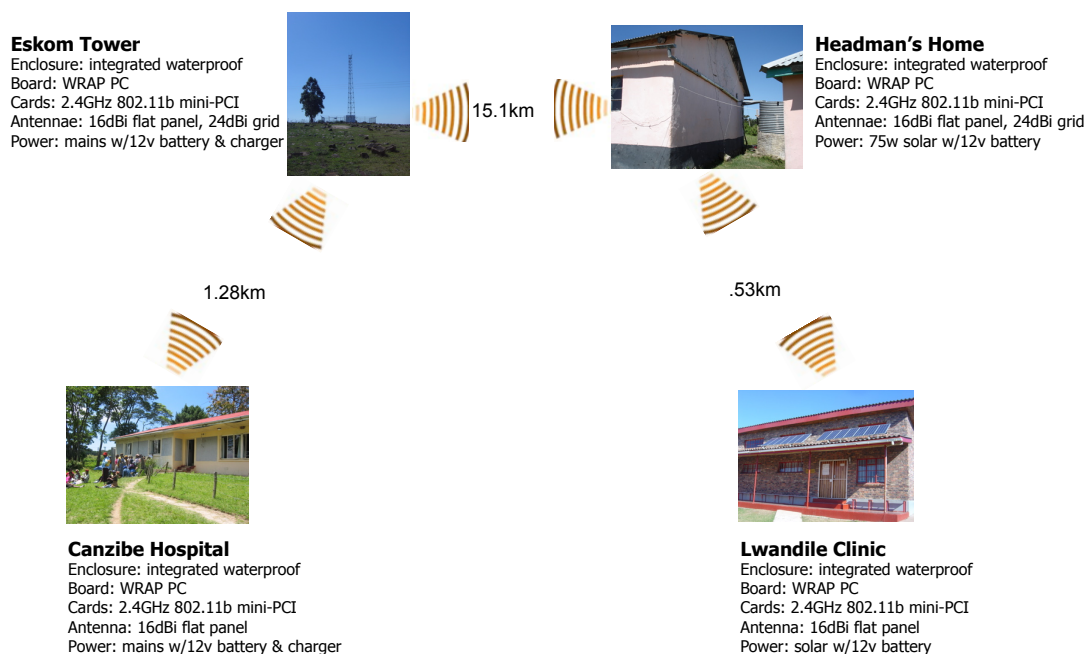 Eskom Tower
Enclosure: integrated waterproof
Board: WRAP PC
Cards: 2.4GHz 802.11b mini-PCI
Antennae: 16dBi flat panel, 24dBi grid
Power: mains w/12v battery & charger
15.1km
Headman’s Home
Enclosure: integrated waterproof
Board: WRAP PC
Cards: 2.4GHz 802.11b mini-PCI
Antennae: 16dBi flat panel, 24dBi grid
Power: 75w solar w/12v battery
1.28km
.53km
Canzibe Hospital
Enclosure: integrated waterproof
Board: WRAP PC
Cards: 2.4GHz 802.11b mini-PCI
Antenna: 16dBi flat panel
Power: mains w/12v battery & charger
Lwandile Clinic
Enclosure: integrated waterproof
Board: WRAP PC
Cards: 2.4GHz 802.11b mini-PCI
Antenna: 16dBi flat panel
Power: solar w/12v battery